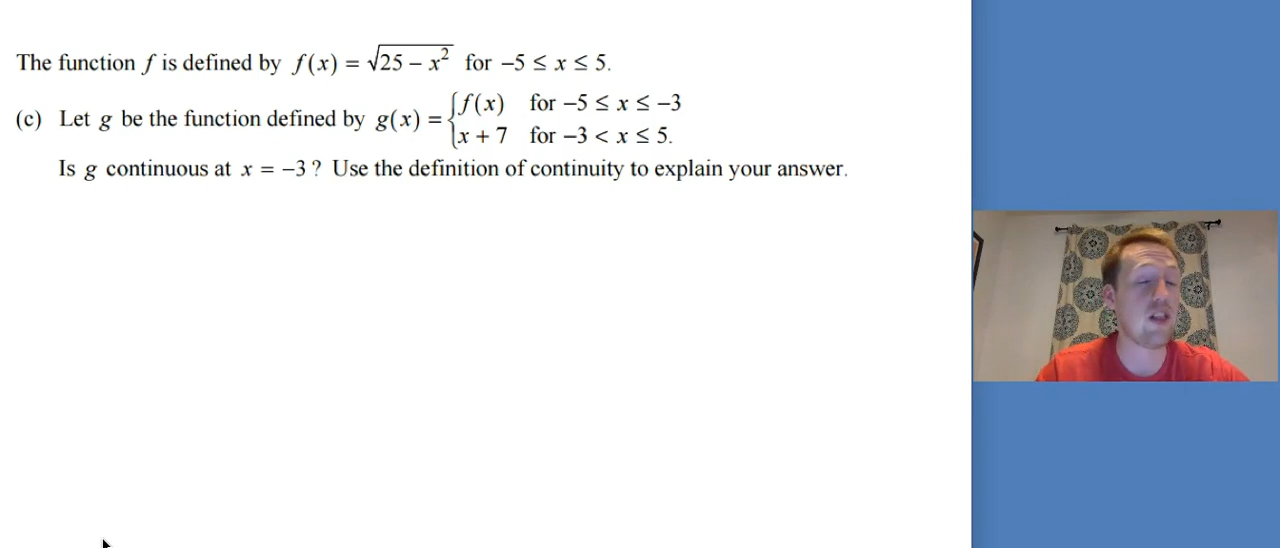 The function f is defined by f(x) = √25 − x² for −5 ≤ x ≤ 5.
(c) Let g be the function defined by g(x) = { f(x) for −5 ≤ x ≤ −3
x + 7 for −3 < x ≤ 5.
Is g continuous at x = −3 ? Use the definition of continuity to explain your answer.